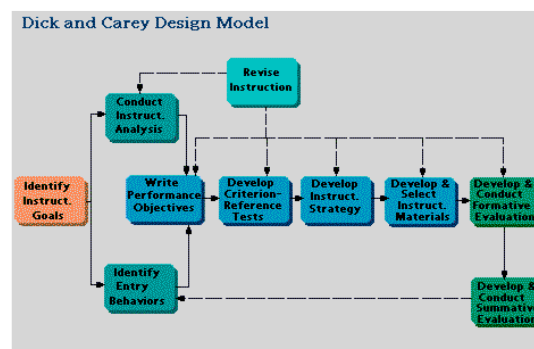 Dick and Carey Design Model
Revise
Instruction
Conduct
Instruct.
Analysis
Identify
Instruct.
Goals
Write
Performance
Objectives
Develop
Criterion-
Reference
Tests
Develop
Instruct.
Strategy
Develop &
Select Instruct.
Materials
Develop &
Conduct
Formative
Evaluation
Identify
Entry
Behaviors
Develop &
Conduct
Summative
Evaluation